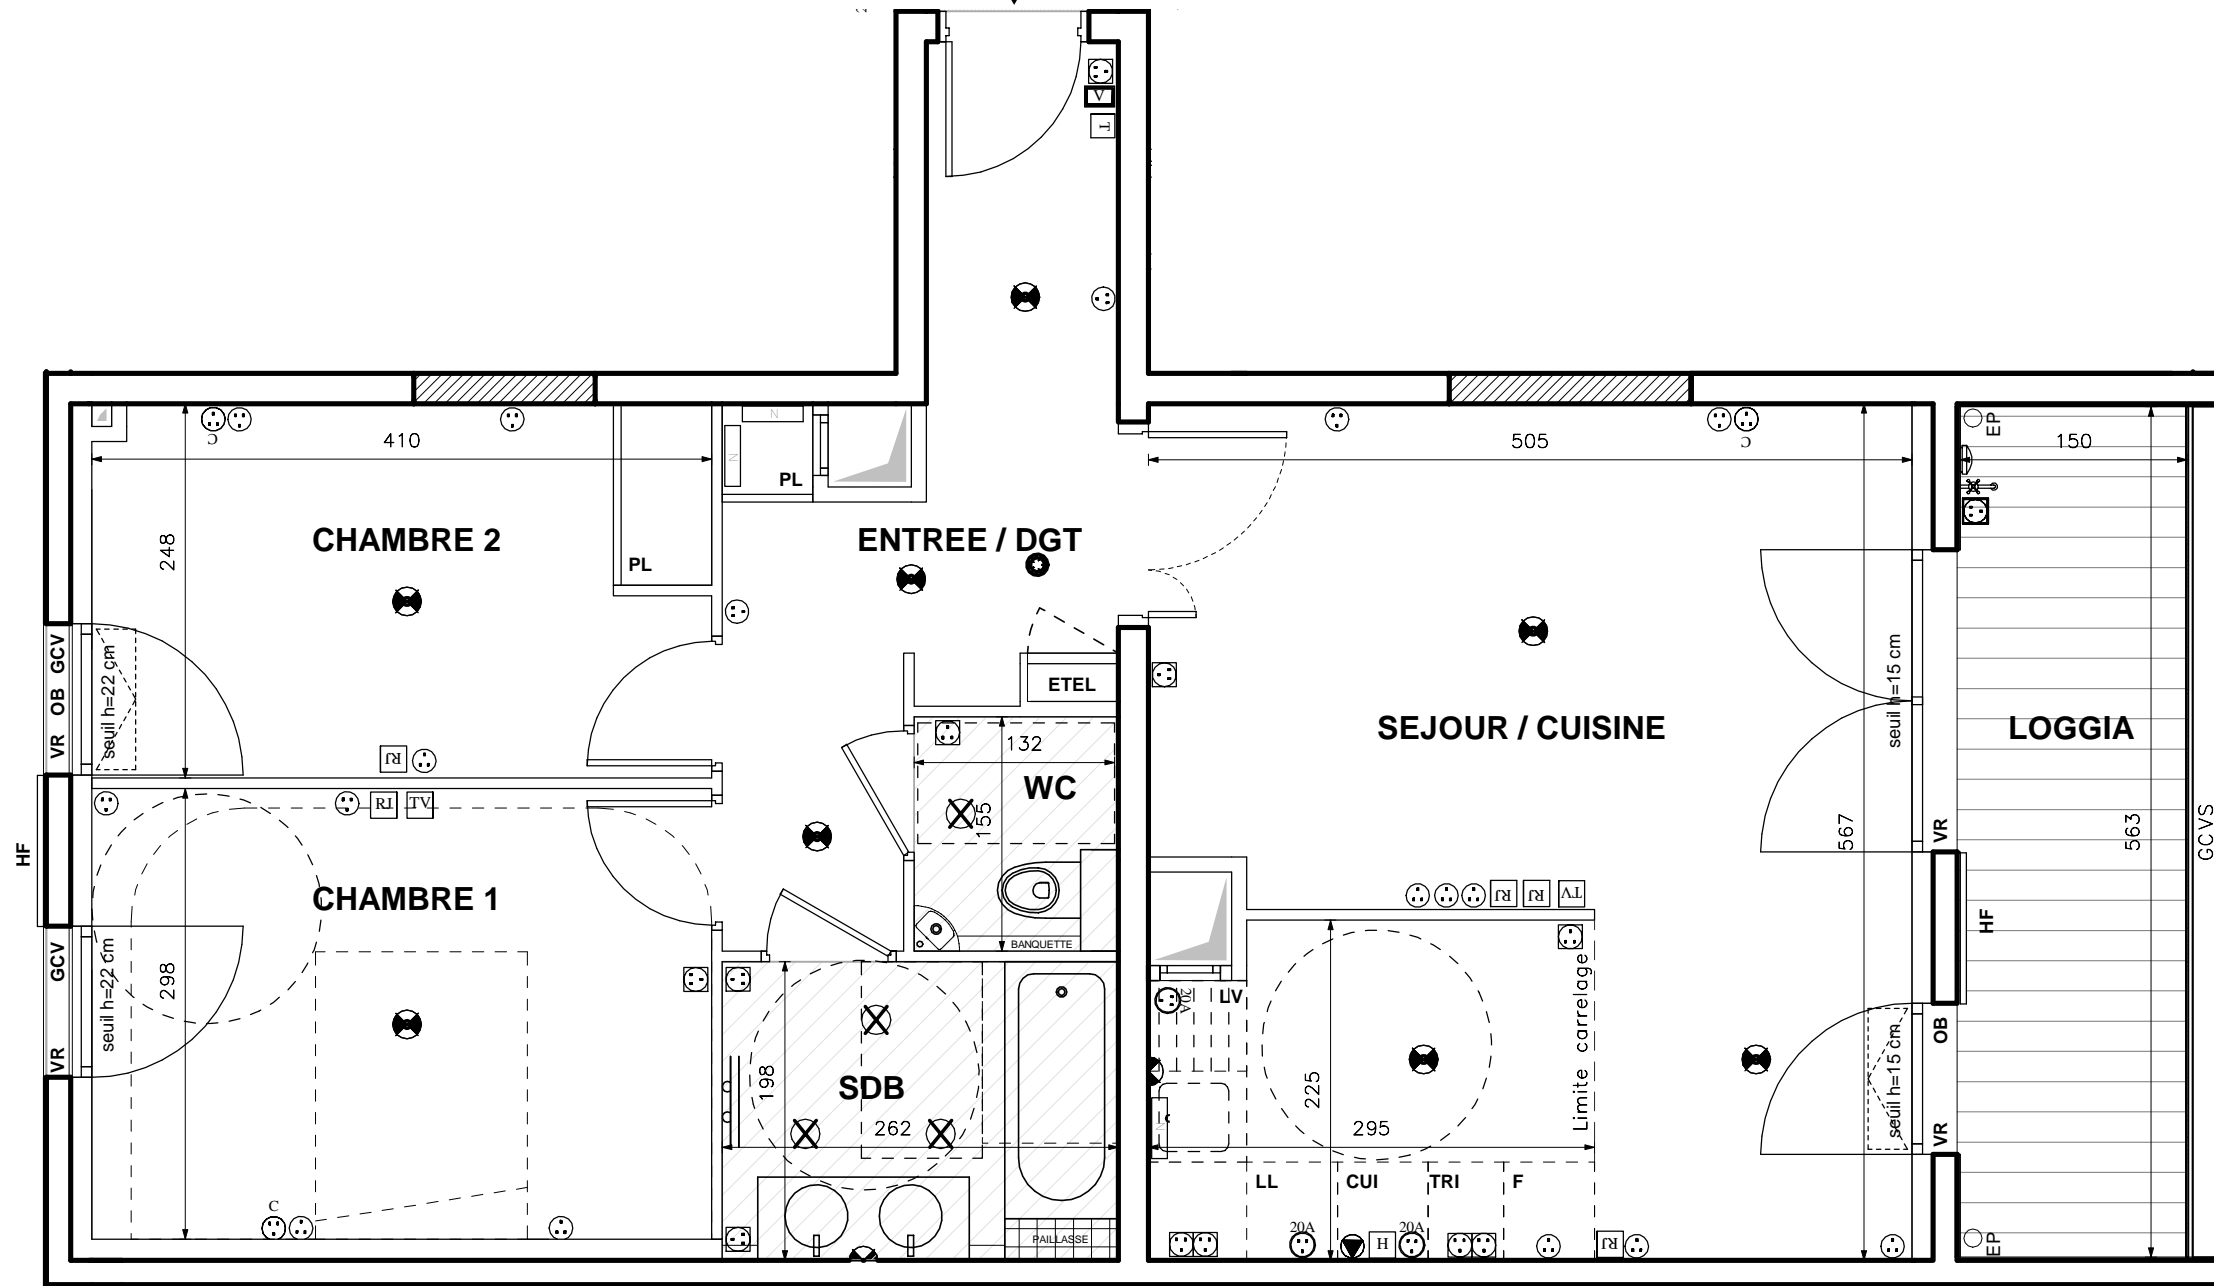 V
T
C
410
PL
505
C
EP
150
CHAMBRE 2
248
ENTREE / DGT
PL
N
N
GCV
OB
VR
seuil h=22 cm
ETEL
RJ
132
WC
155
SEJOUR / CUISINE
seuil h=15 cm
LOGGIA
RJ
TV
HF
CHAMBRE 1
567
VR
563
GCVS
RJ
RJ
TV
BANQUETTE
HF
GCV
VR
seuil h=22 cm
298
20A
LV
Limite carrelage
OB
VR
seuil h=15 cm
SDB
198
262
225
295
LL
CUI
TRI
F
C
PAILLASSE
20A
H
20A
RJ
EP